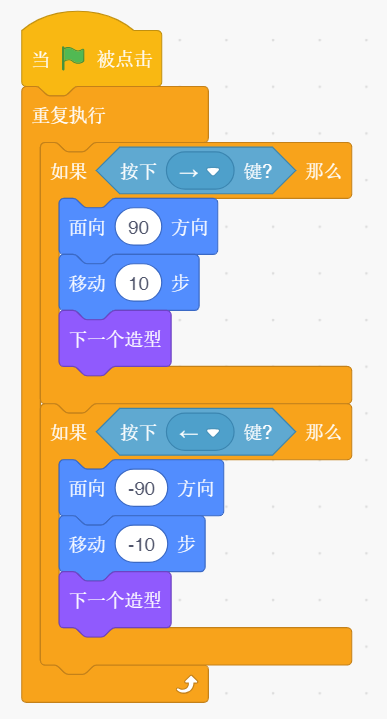 当 被点击
重复执行
如果 按下 → 键? 那么
面向 90 方向
移动 10 步
下一个造型
如果 按下 ← 键? 那么
面向 -90 方向
移动 -10 步
下一个造型